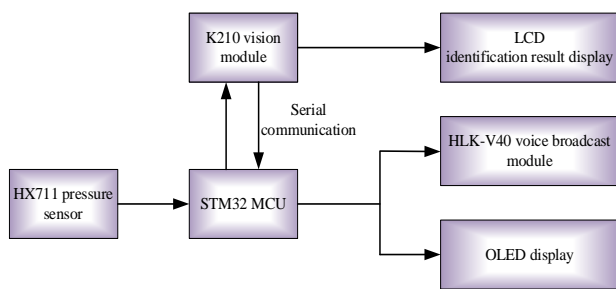 K210 vision
module
LCD
identification result display
Serial
communication
HLK-V40 voice broadcast
module
HX711 pressure
sensor
STM32 MCU
OLED display